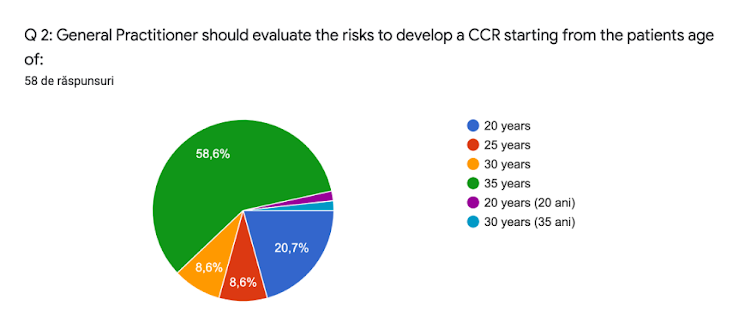 Q 2: General Practitioner should evaluate the risks to develop a CCR starting from the patients age
of:
58 de răspunsuri
58,6%
20 years
25 years
30 years
35 years
20 years (20 ani)
30 years (35 ani)
20,7%
8,6%
8,6%